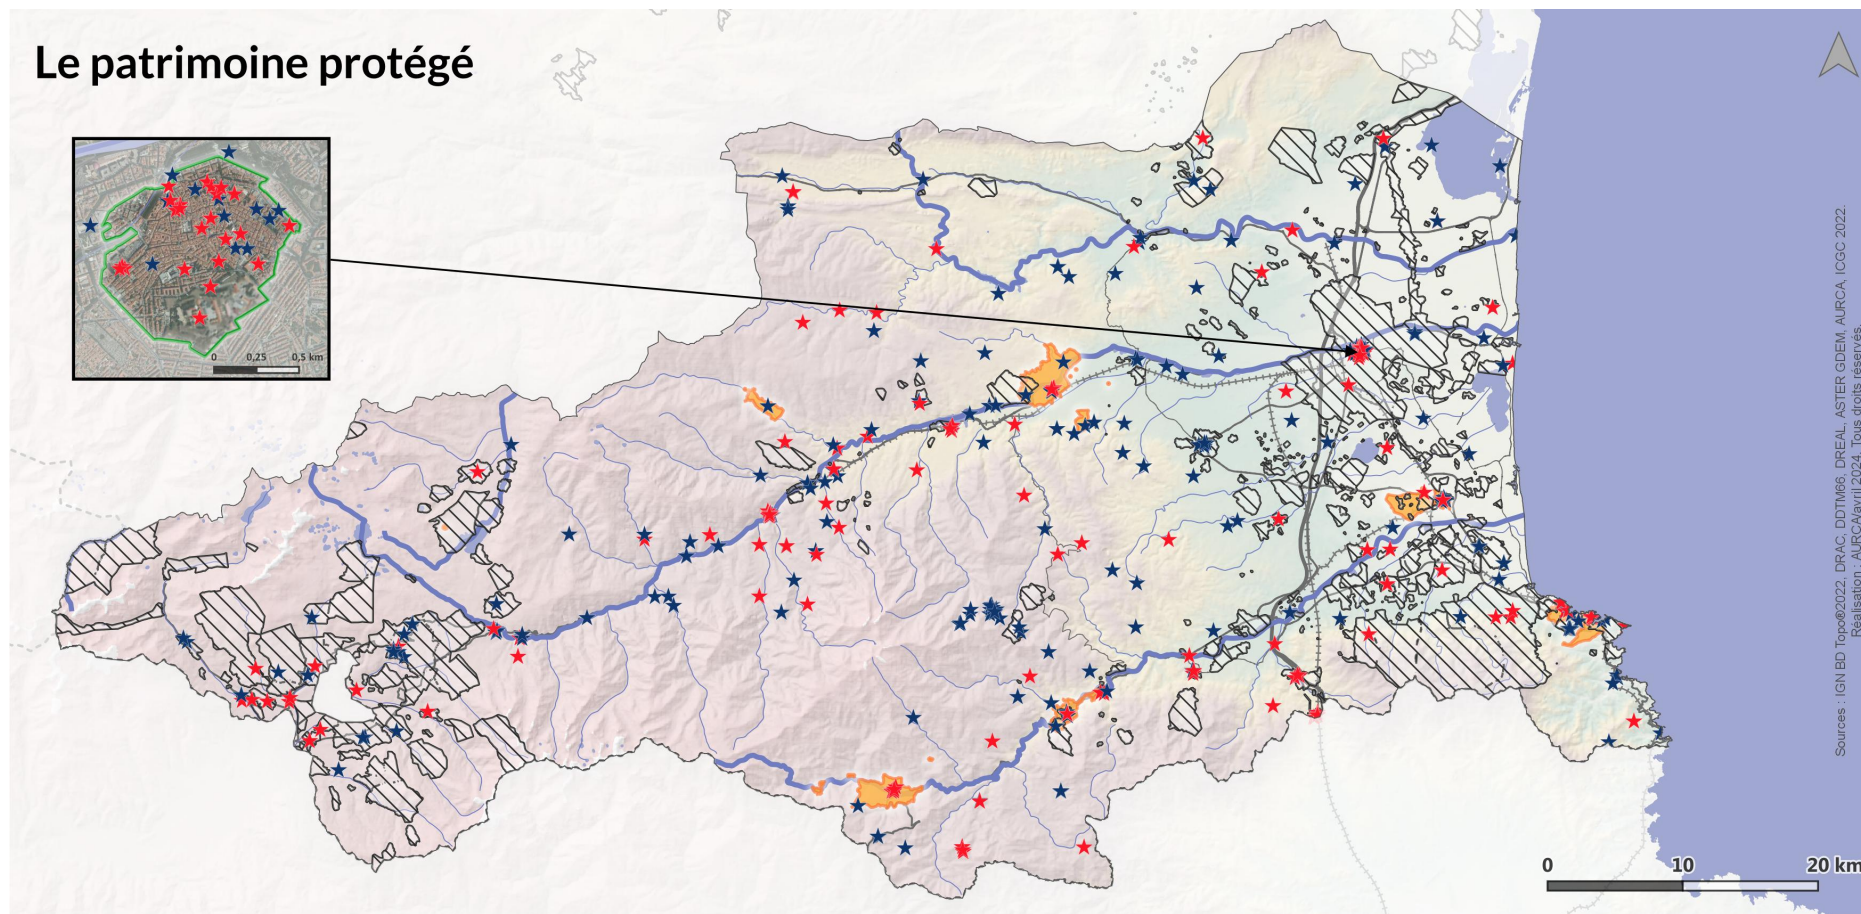 Le patrimoine protégé
0 0,25 0,5 km
0 10 20 km
Sources : IGN BD Topo®2022, DRAC, DDTM66, DREAL, ASTER GDEM, AURCA, ICGC 2022.
Réalisation : AURCA/avril 2024. Tous droits réservés.